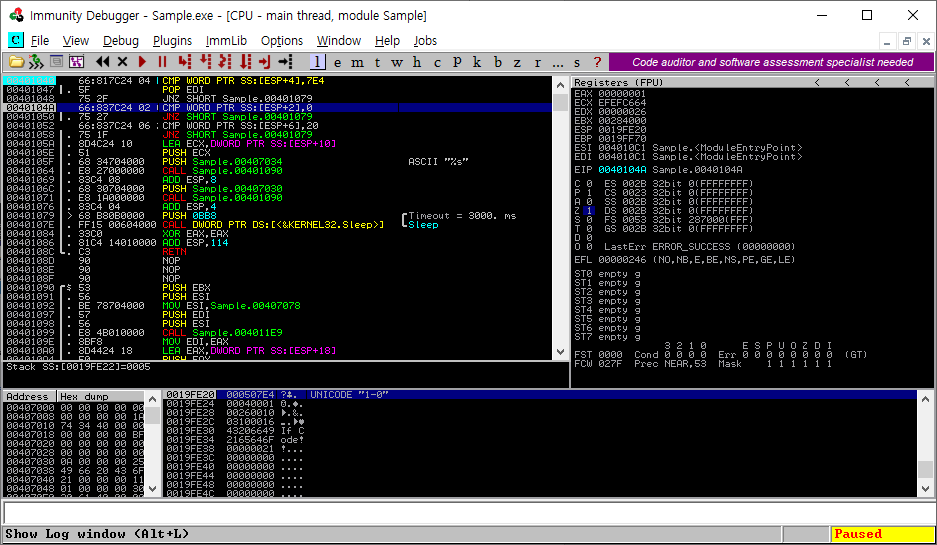 Immunity Debugger - Sample.exe - [CPU - main thread, module Sample]
File View Debug Plugins ImmLib Options Window Help Jobs
l e m t w h c p k b z r ... s ?
Code auditor and software assessment specialist needed
66:817C24 04 CMP WORD PTR SS:[ESP+4],7E4
00401047 . 5F POP EDI
00401048 . 75 2F JNZ SHORT Sample.00401079
0040104A 66:837C24 02 CMP WORD PTR SS:[ESP+2],0
00401050 . 75 27 JNZ SHORT Sample.00401079
00401052 . 66:837C24 06 CMP WORD PTR SS:[ESP+6],20
00401058 . 75 1F JNZ SHORT Sample.00401079
0040105A . 8D4C24 10 LEA ECX,DWORD PTR SS:[ESP+10]
0040105E . 51 PUSH ECX
0040105F . 68 34704000 PUSH Sample.00407034 ASCII "%s"
00401064 . E8 27000000 CALL Sample.00401090
00401069 . 83C4 08 ADD ESP,8
0040106C . 68 30704000 PUSH Sample.00407030
00401071 . E8 1A000000 CALL Sample.00401090
00401076 . 83C4 04 ADD ESP,4
00401079 > 68 B80B0000 PUSH 0BB8 Timeout = 3000. ms
0040107E . FF15 00604000 CALL DWORD PTR DS:[<&KERNEL32.Sleep>] Sleep
00401084 . 33C0 XOR EAX,EAX
00401086 . 81C4 14010000 ADD ESP,114
0040108C . C3 RETN
0040108D 90 NOP
0040108E 90 NOP
0040108F 90 NOP
00401090 $ 53 PUSH EBX
00401091 . 56 PUSH ESI
00401092 . BE 78704000 MOV ESI,Sample.00407078
00401097 . 57 PUSH EDI
00401098 . 56 PUSH ESI
00401099 . E8 4B010000 CALL Sample.004011E9
0040109E . 8BF8 MOV EDI,EAX
004010A0 . 8D4424 18 LEA EAX,DWORD PTR SS:[ESP+18]
Stack SS:[0019FE22]=0005
Registers (FPU) < < < <
EAX 00000001
ECX EFEFC664
EDX 00000026
EBX 00284000
ESP 0019FE20
EBP 0019FF70
ESI 004010C1 Sample.<ModuleEntryPoint>
EDI 004010C1 Sample.<ModuleEntryPoint>
EIP 0040104A Sample.0040104A
C 0 ES 002B 32bit 0(FFFFFFFF)
P 1 CS 0023 32bit 0(FFFFFFFF)
A 0 SS 002B 32bit 0(FFFFFFFF)
Z 1 DS 002B 32bit 0(FFFFFFFF)
S 0 FS 0053 32bit 287000(FFF)
T 0 GS 002B 32bit 0(FFFFFFFF)
D 0
O 0 LastErr ERROR_SUCCESS (00000000)
EFL 00000246 (NO,NB,E,BE,NS,PE,GE,LE)
ST0 empty g
ST1 empty g
ST2 empty g
ST3 empty g
ST4 empty g
ST5 empty g
ST6 empty g
ST7 empty g
3 2 1 0 E S P U O Z D I
FST 0000 Cond 0 0 0 0 Err 0 0 0 0 0 0 0 0 (GT)
FCW 027F Prec NEAR,53 Mask 1 1 1 1 1 1
Address Hex dump
00407000 00 00 00 00
00407008 00 00 00 1A
00407010 74 34 40 00
00407018 00 00 00 BF
00407020 00 00 00 00
00407028 00 00 00 00
00407030 0A 00 00 25
00407038 49 66 20 43 6F
00407040 21 00 00 00 11
00407048 01 00 00 00 30
0019FE20 000507E4 UNICODE "1-0"
0019FE24 00040001
0019FE28 00260010
0019FE2C 03100016
0019FE30 43206649 If C
0019FE34 2165646F ode!
0019FE38 00000021 !...
0019FE3C 00000000 ....
0019FE40 00000000 ....
0019FE44 00000000 ....
0019FE48 00000000 ....
0019FE4C 00000000 ....
Show Log window (Alt+L) Paused